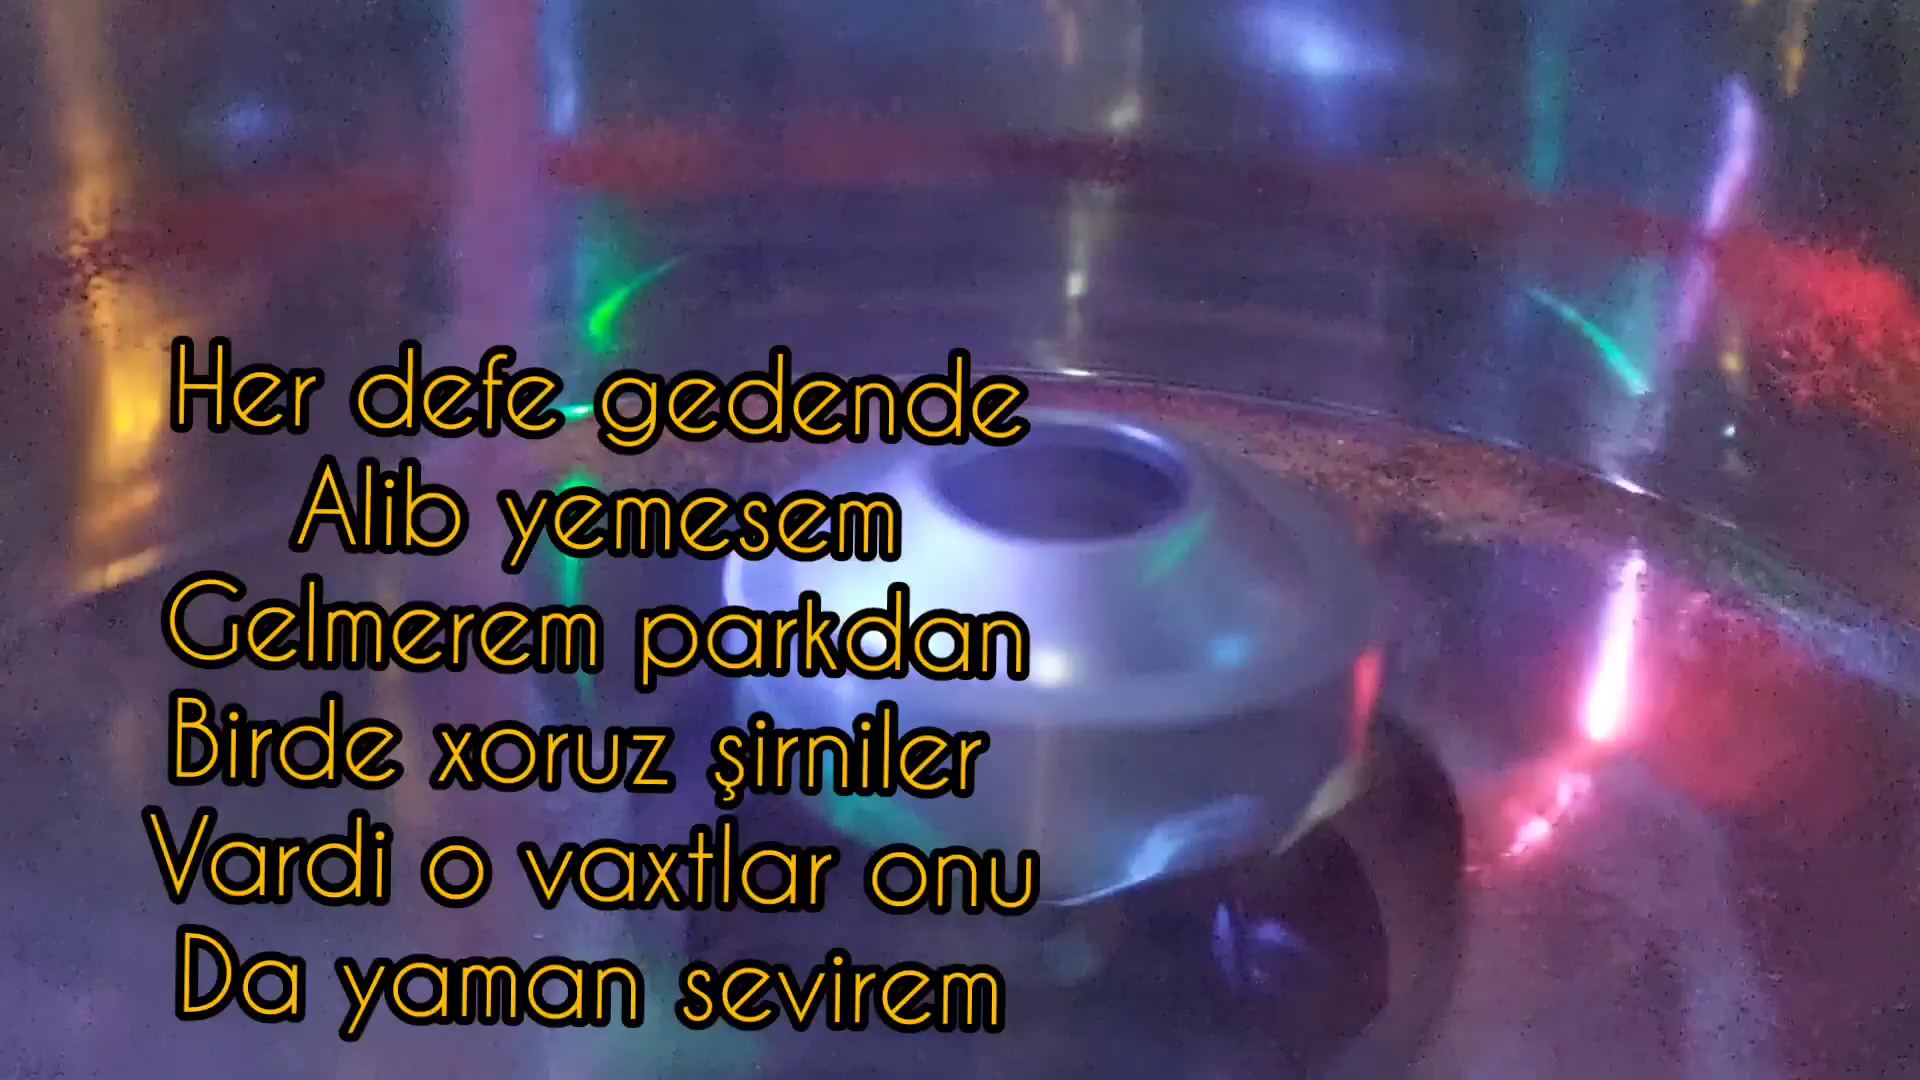 Her defe gedende
Alib yemesem
Gelmerem parkdan
Birde xoruz şirniler
Vardi o vaxtlar onu
Da yaman sevirem